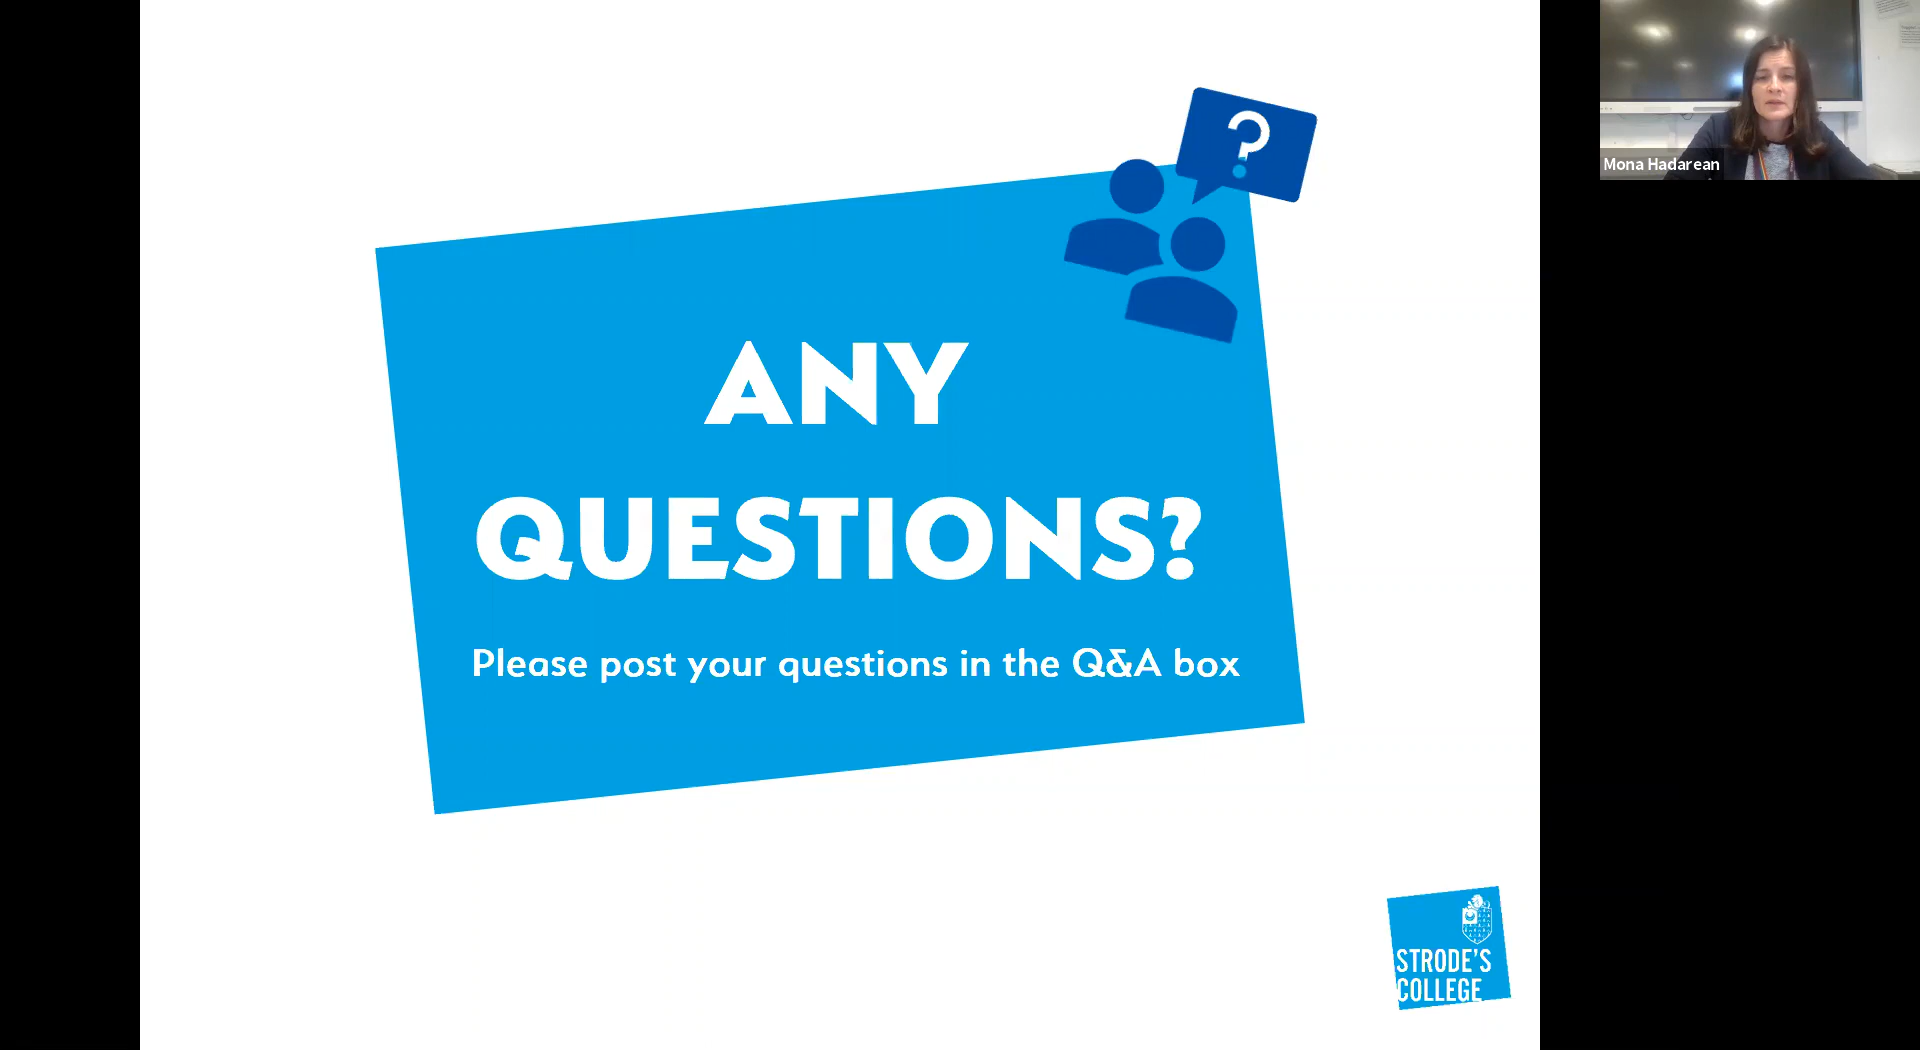 ?
ANY
QUESTIONS?
Please post your questions in the Q&A box
STRODE'S
COLLEGE
Mona Hadarean